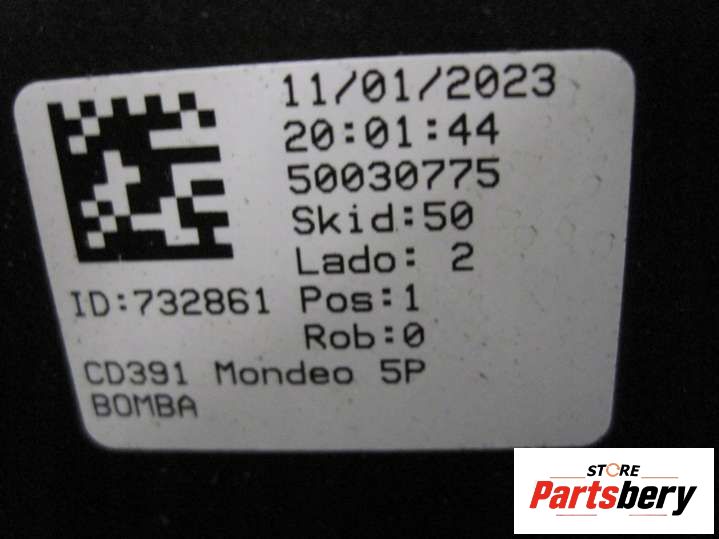 11/01/2023
20:01:44
50030775
Skid:50
Lado: 2
ID:732861 Pos:1
Rob:0
CD391 Mondeo 5P
BOMBA
STORE
Partsbery